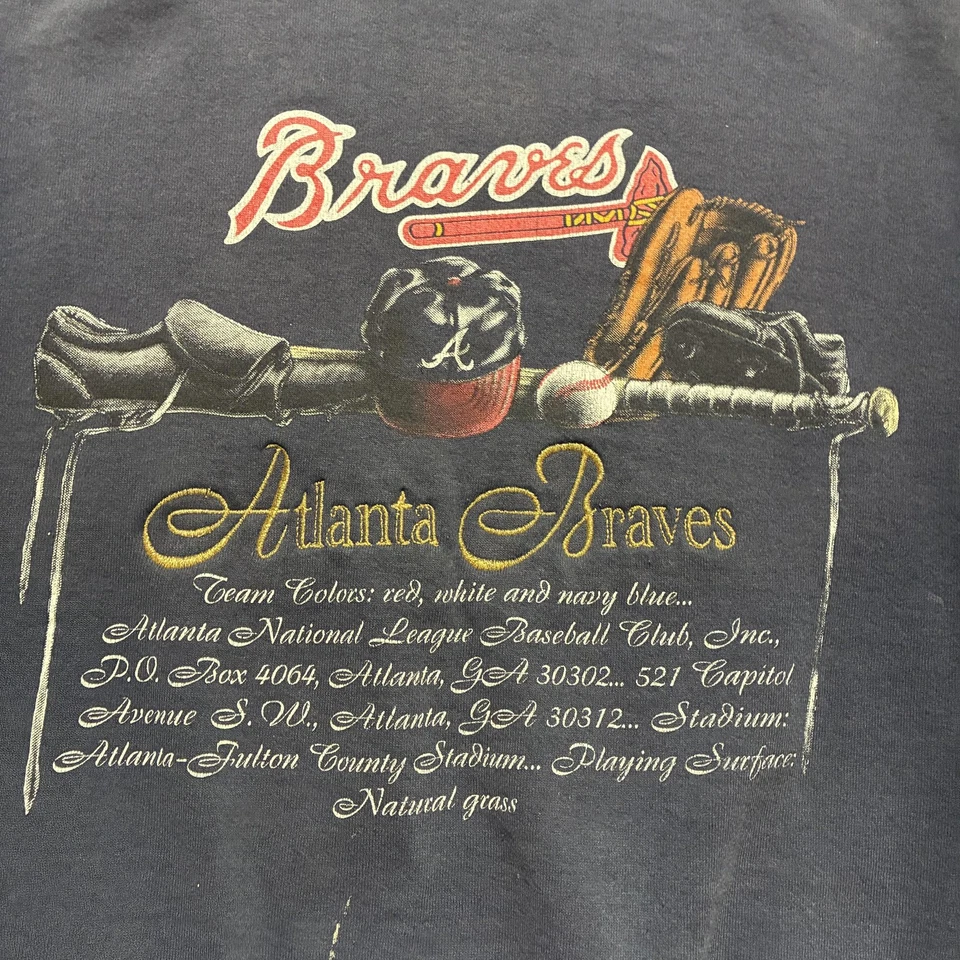 Braves
A
Atlanta Braves
Team Colors: red, white and navy blue...
Atlanta National League Baseball Club, Inc.,
P.O. Box 4064, Atlanta, GA 30302... 521 Capitol
Avenue S.W., Atlanta, GA 30312... Stadium:
Atlanta-Fulton County Stadium... Playing Surface:
Natural grass